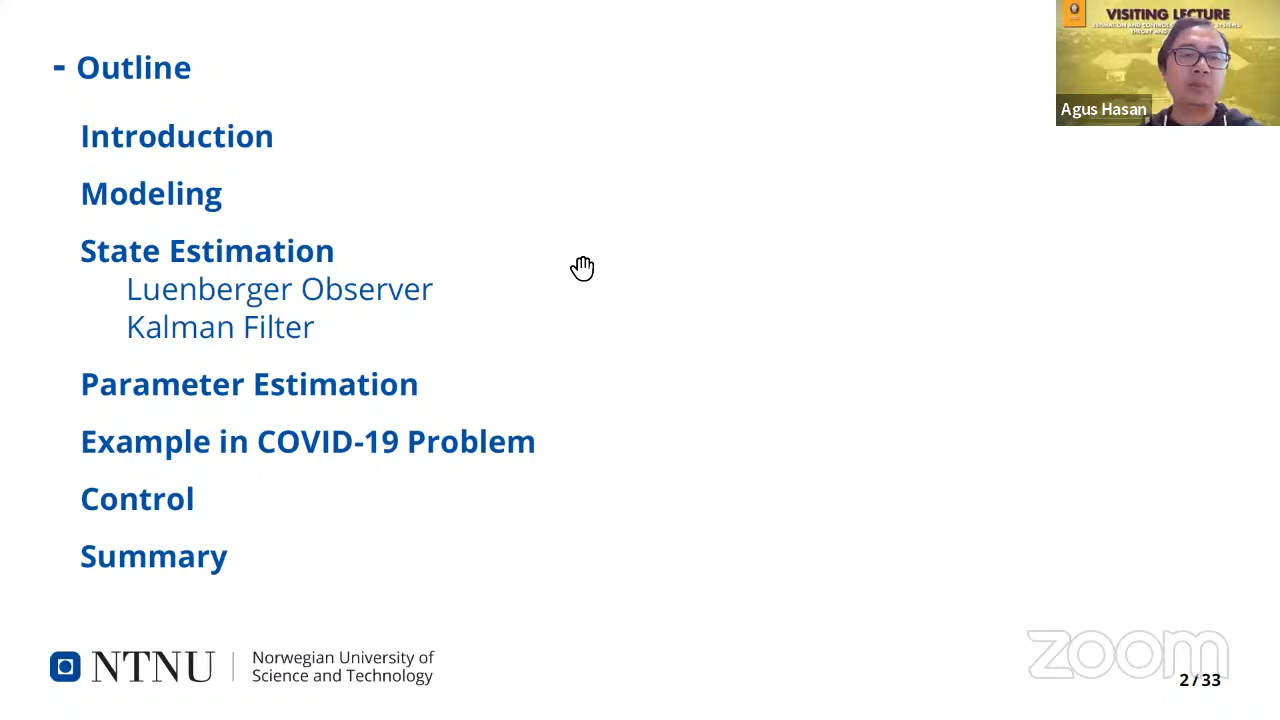 - Outline
Introduction
Modeling
State Estimation
Luenberger Observer
Kalman Filter
Parameter Estimation
Example in COVID-19 Problem
Control
Summary
NTNU
Norwegian University of
Science and Technology
zoom
2 / 33
VISITING LECTURE
Agus Hasan